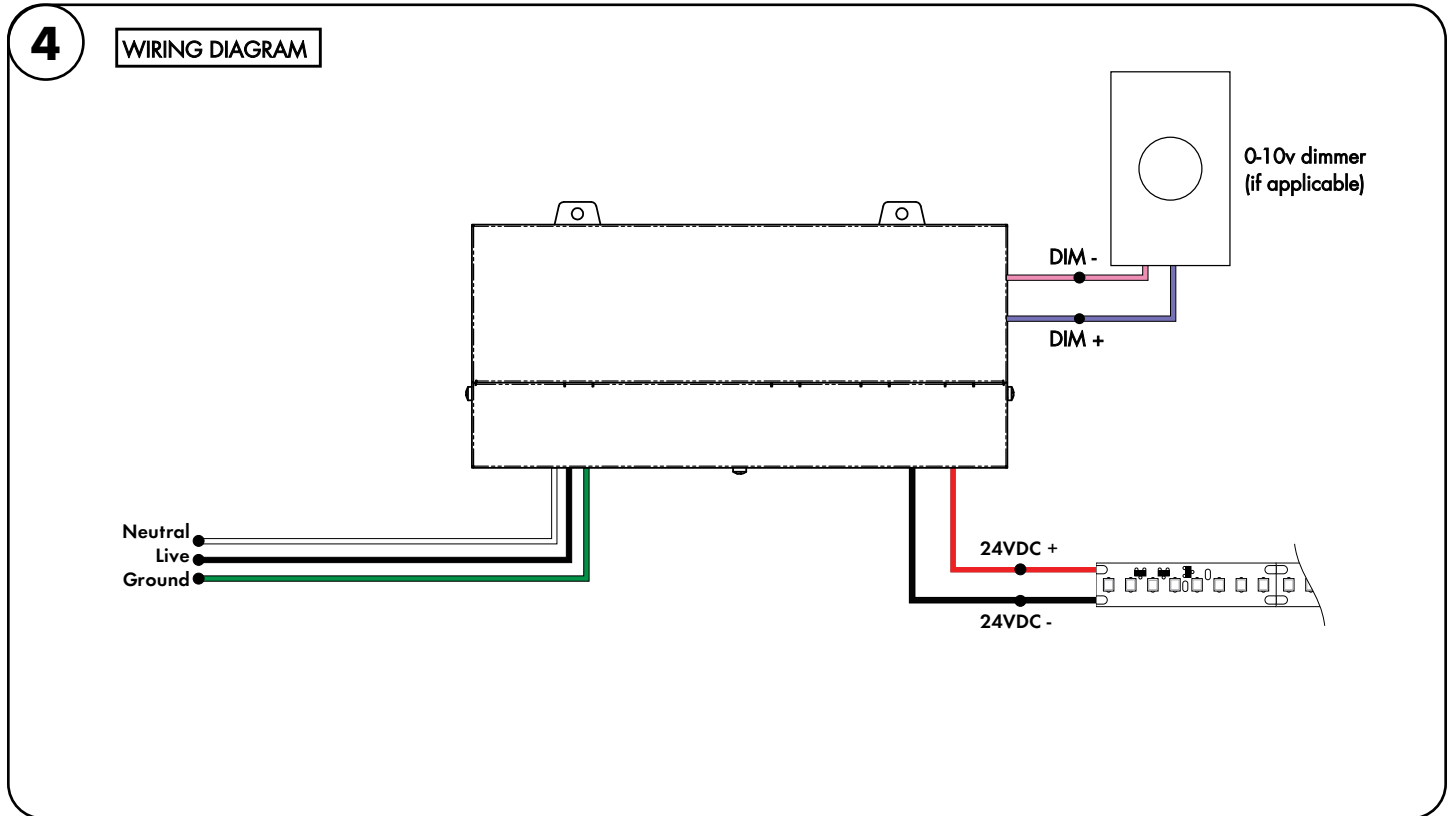 4
WIRING DIAGRAM
0-10v dimmer
(if applicable)
DIM -
DIM +
Neutral
Live
Ground
24VDC +
24VDC -